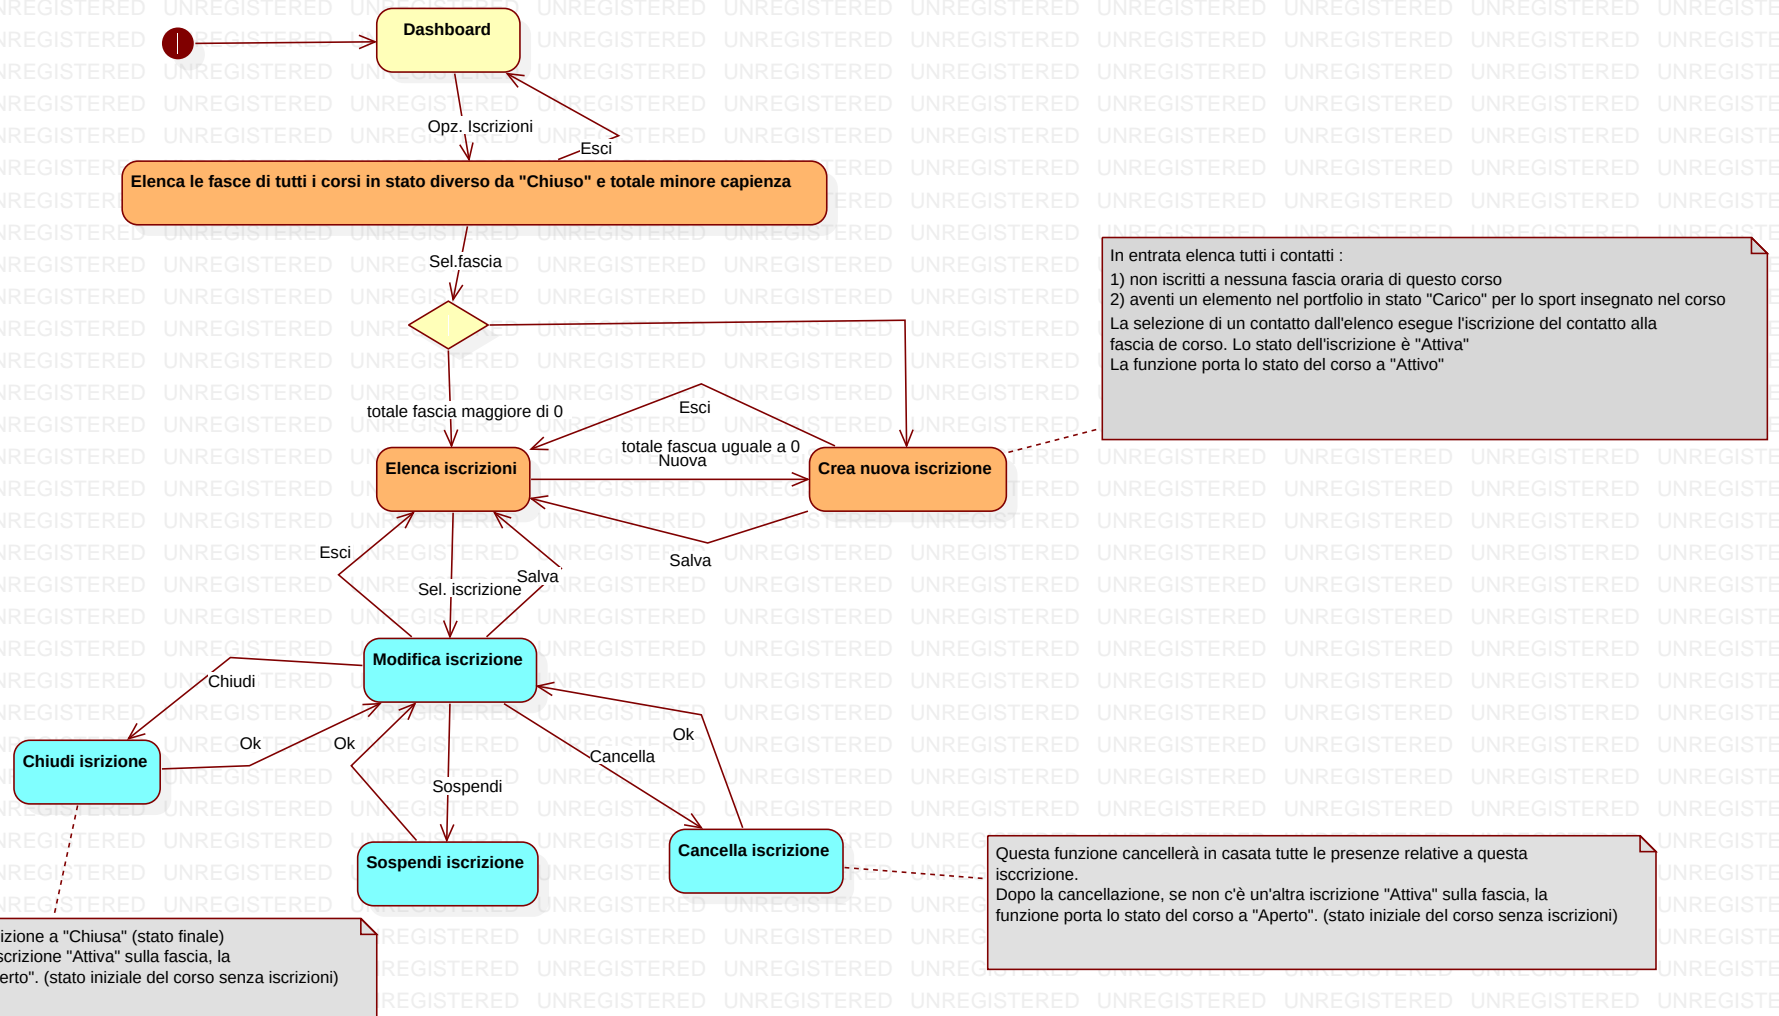 Dashboard
Opz. Iscrizioni
Esci
Elenca le fasce di tutti i corsi in stato diverso da "Chiuso" e totale minore capienza
Sel.fascia
In entrata elenca tutti i contatti :
1) non iscritti a nessuna fascia oraria di questo corso
2) aventi un elemento nel portfolio in stato "Carico" per lo sport insegnato nel corso
La selezione di un contatto dall'elenco esegue l'iscrizione del contatto alla
fascia de corso. Lo stato dell'iscrizione è "Attiva"
La funzione porta lo stato del corso a "Attivo"
totale fascia maggiore di 0
Esci
totale fascua uguale a 0
Nuova
Elenca iscrizioni
Crea nuova iscrizione
Esci
Salva
Sel. iscrizione
Salva
Modifica iscrizione
Chiudi
Ok
Ok
Ok
Cancella
Chiudi isrizione
Sospendi
Sospendi iscrizione
Cancella iscrizione
Questa funzione cancellerà in casata tutte le presenze relative a questa
isccrizione.
Dopo la cancellazione, se non c'è un'altra iscrizione "Attiva" sulla fascia, la
funzione porta lo stato del corso a "Aperto". (stato iniziale del corso senza iscrizioni)
izione a "Chiusa" (stato finale)
scrizione "Attiva" sulla fascia, la
erto". (stato iniziale del corso senza iscrizioni)
UNREGISTERED